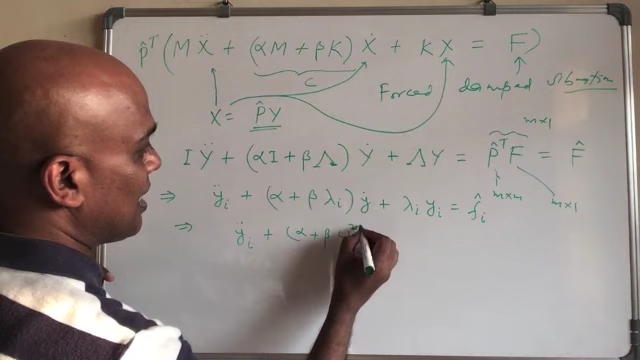 P̂ᵀ(MẌ + (αM + βK)Ẋ + KX = F)
C
Forced damped vibration
X = P̂Y
m×1
IŸ + (αI + βΛ)Ẏ + ΛY = P̂ᵀF = F̂
m×m m×1
⇒ ÿᵢ + (α + βλᵢ)ẏ + λᵢyᵢ = f̂ᵢ
⇒ ÿᵢ + (α + β